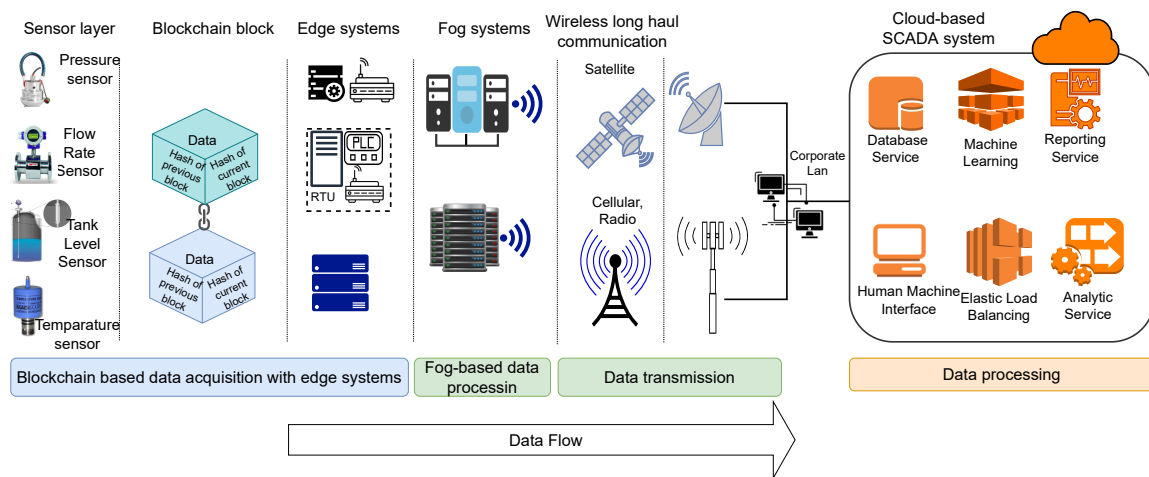 Sensor layer
Pressure
sensor
Flow
Rate
Sensor
Tank
Level
Sensor
Temparature
sensor
Blockchain block
Data
Hash of
previous
block
Hash of
current
block
Data
Hash of
previous
block
Hash of
current
block
Edge systems
PLC
RTU
Fog systems
Wireless long haul
communication
Satellite
Cellular,
Radio
Corporate
Lan
Cloud-based
SCADA system
Database
Service
Machine
Learning
Reporting
Service
Human Machine
Interface
Elastic Load
Balancing
Analytic
Service
Blockchain based data acquisition with edge systems
Fog-based data
processin
Data transmission
Data processing
Data Flow